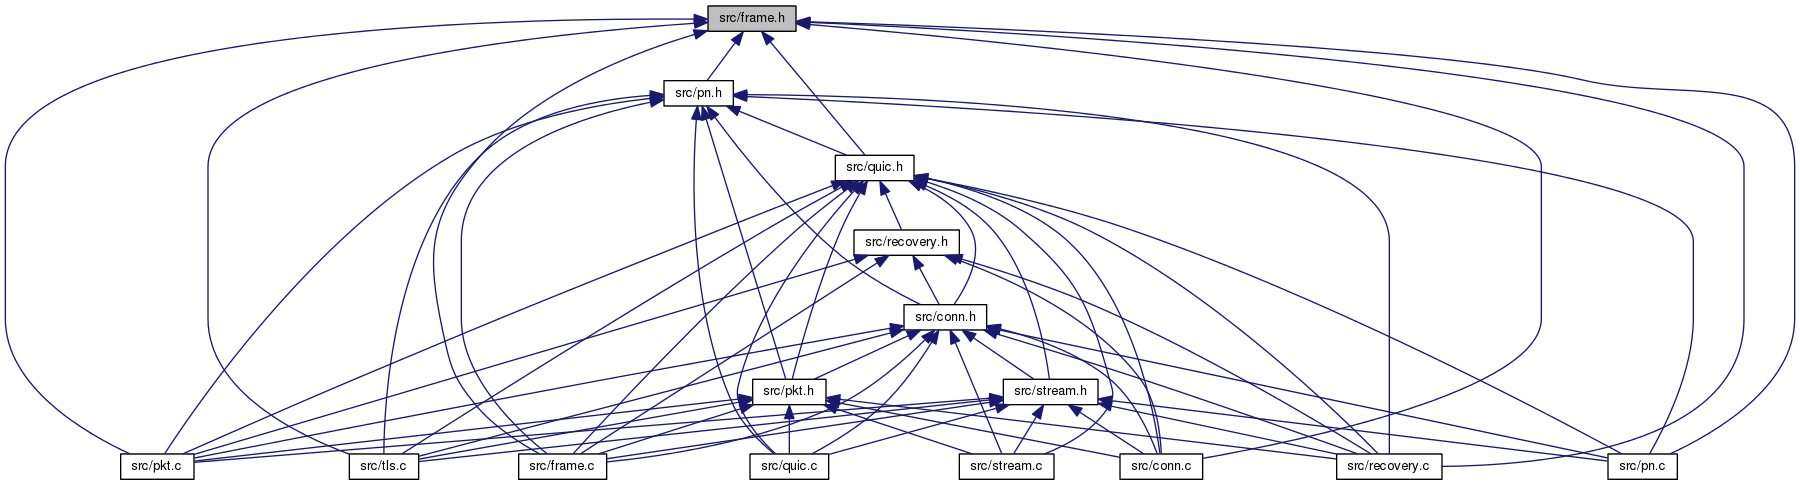 src/frame.h
src/pn.h
src/quic.h
src/recovery.h
src/conn.h
src/pkt.h
src/stream.h
src/pkt.c
src/tls.c
src/frame.c
src/quic.c
src/stream.c
src/conn.c
src/recovery.c
src/pn.c